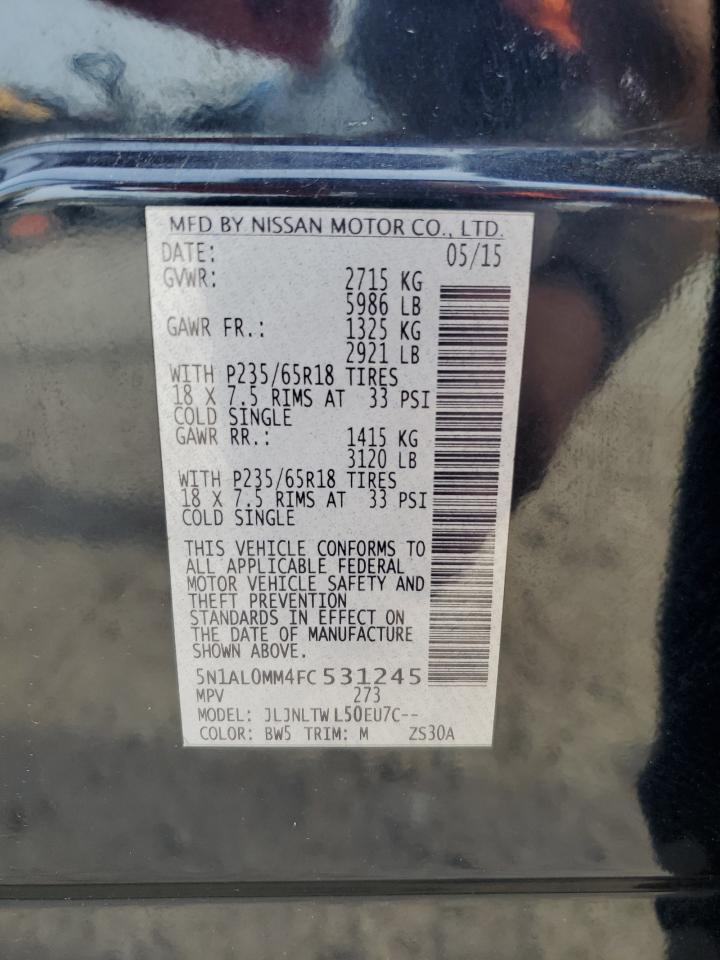 MFD BY NISSAN MOTOR CO., LTD.
DATE: 05/15
GVWR: 2715 KG
5986 LB
GAWR FR.: 1325 KG
2921 LB
WITH P235/65R18 TIRES
18 X 7.5 RIMS AT 33 PSI
COLD SINGLE
GAWR RR.: 1415 KG
3120 LB
WITH P235/65R18 TIRES
18 X 7.5 RIMS AT 33 PSI
COLD SINGLE
THIS VEHICLE CONFORMS TO
ALL APPLICABLE FEDERAL
MOTOR VEHICLE SAFETY AND
THEFT PREVENTION
STANDARDS IN EFFECT ON
THE DATE OF MANUFACTURE
SHOWN ABOVE.
5N1AL0MM4FC 531245
MPV 273
MODEL: JLJNLTW L50EU7C--
COLOR: BW5 TRIM: M ZS30A